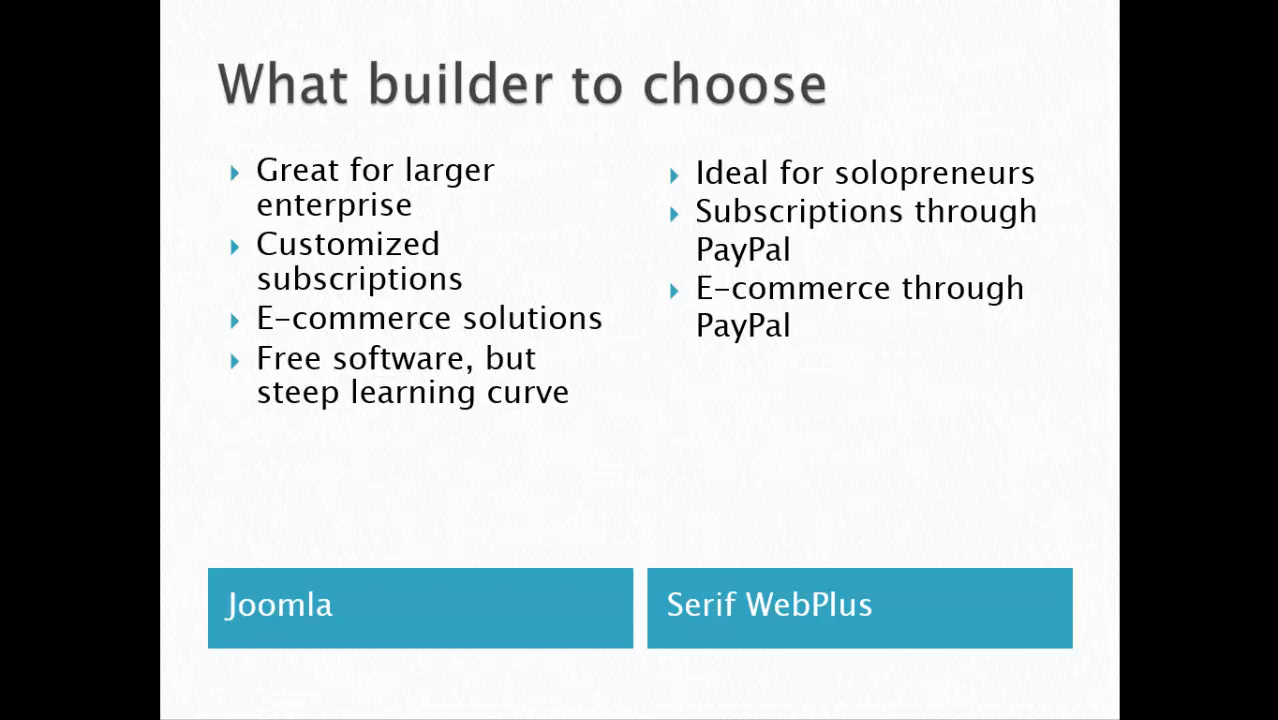 What builder to choose
Great for larger
enterprise
Customized
subscriptions
E-commerce solutions
Free software, but
steep learning curve
Ideal for solopreneurs
Subscriptions through
PayPal
E-commerce through
PayPal
Joomla
Serif WebPlus